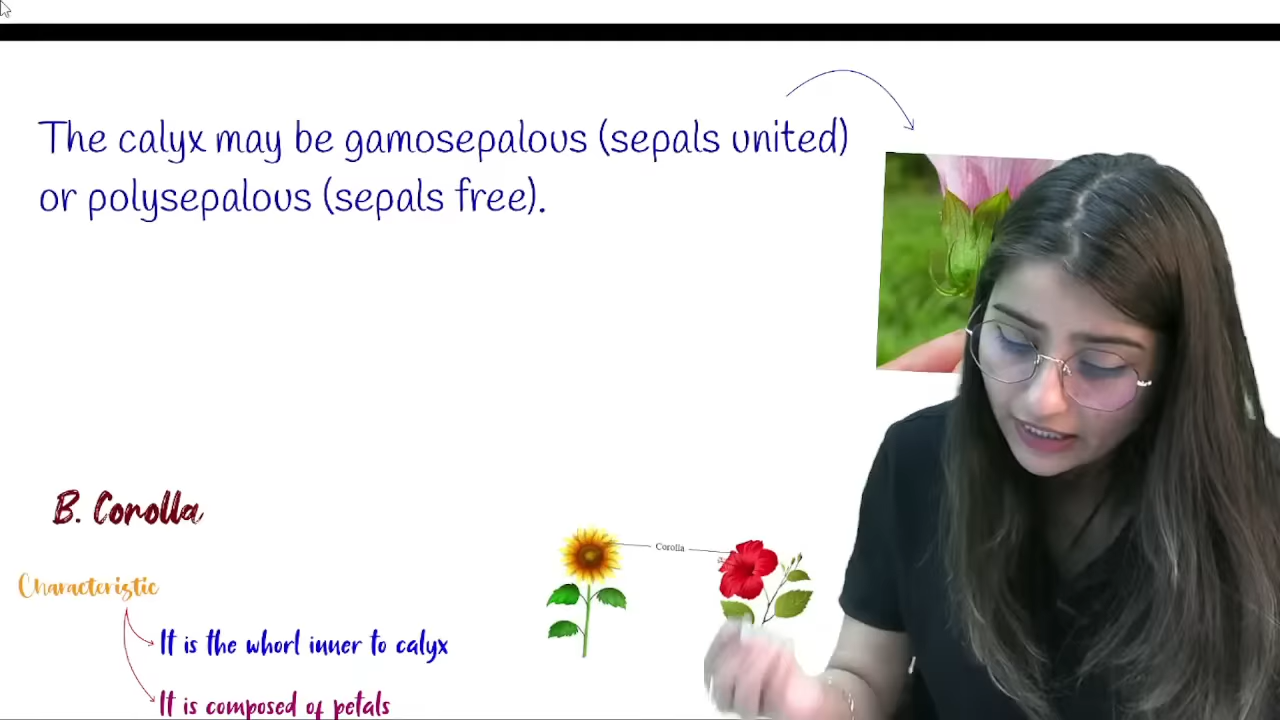 The calyx may be gamosepalous (sepals united)
or polysepalous (sepals free).
B. Corolla
Corolla
Characteristic
It is the whorl inner to calyx
It is composed of petals